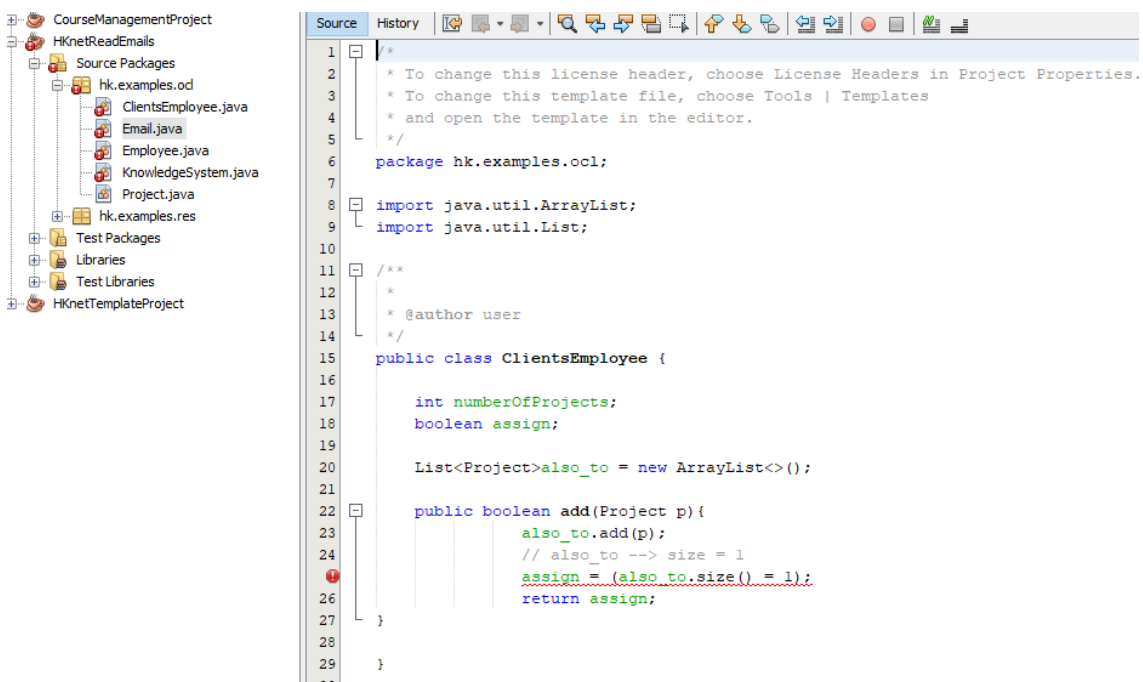 CourseManagementProject
HKnetReadEmails
Source Packages
hk.examples.ocl
ClientsEmployee.java
Email.java
Employee.java
KnowledgeSystem.java
Project.java
hk.examples.res
Test Packages
Libraries
Test Libraries
HKnetTemplateProject
Source History
1 /*
2 * To change this license header, choose License Headers in Project Properties.
3 * To change this template file, choose Tools | Templates
4 * and open the template in the editor.
5 */
6 package hk.examples.ocl;
7
8 import java.util.ArrayList;
9 import java.util.List;
10
11 /**
12 *
13 * @author user
14 */
15 public class ClientsEmployee {
16
17 int numberOfProjects;
18 boolean assign;
19
20 List<Project>also_to = new ArrayList<>();
21
22 public boolean add(Project p){
23 also_to.add(p);
24 // also_to --> size = 1
assign = (also_to.size() = 1);
26 return assign;
27 }
28
29 }